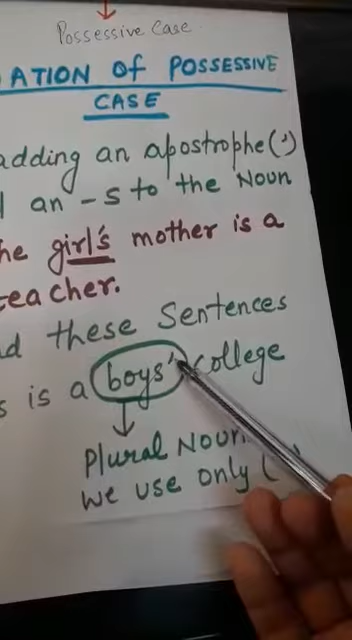 Possessive Case
ATION of POSSESSIVE
CASE
adding an apostrophe(')
an -s to the Noun
he girl's mother is a
teacher.
d these Sentences
s is a boys' college
Plural Noun
We use only (